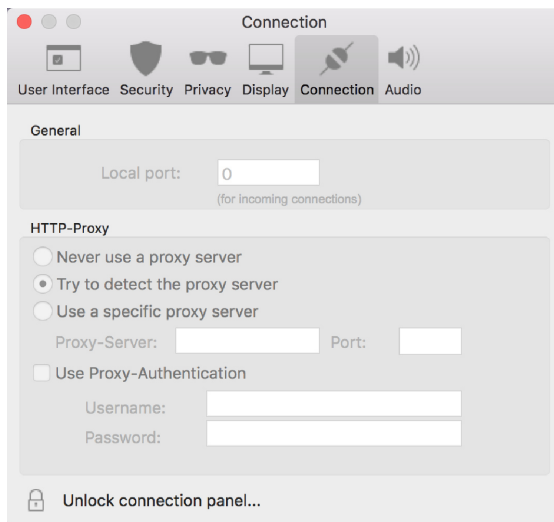 Connection
User Interface Security Privacy Display Connection Audio
General
Local port: 0
(for incoming connections)
HTTP-Proxy
Never use a proxy server
Try to detect the proxy server
Use a specific proxy server
Proxy-Server: Port:
Use Proxy-Authentication
Username:
Password:
Unlock connection panel...